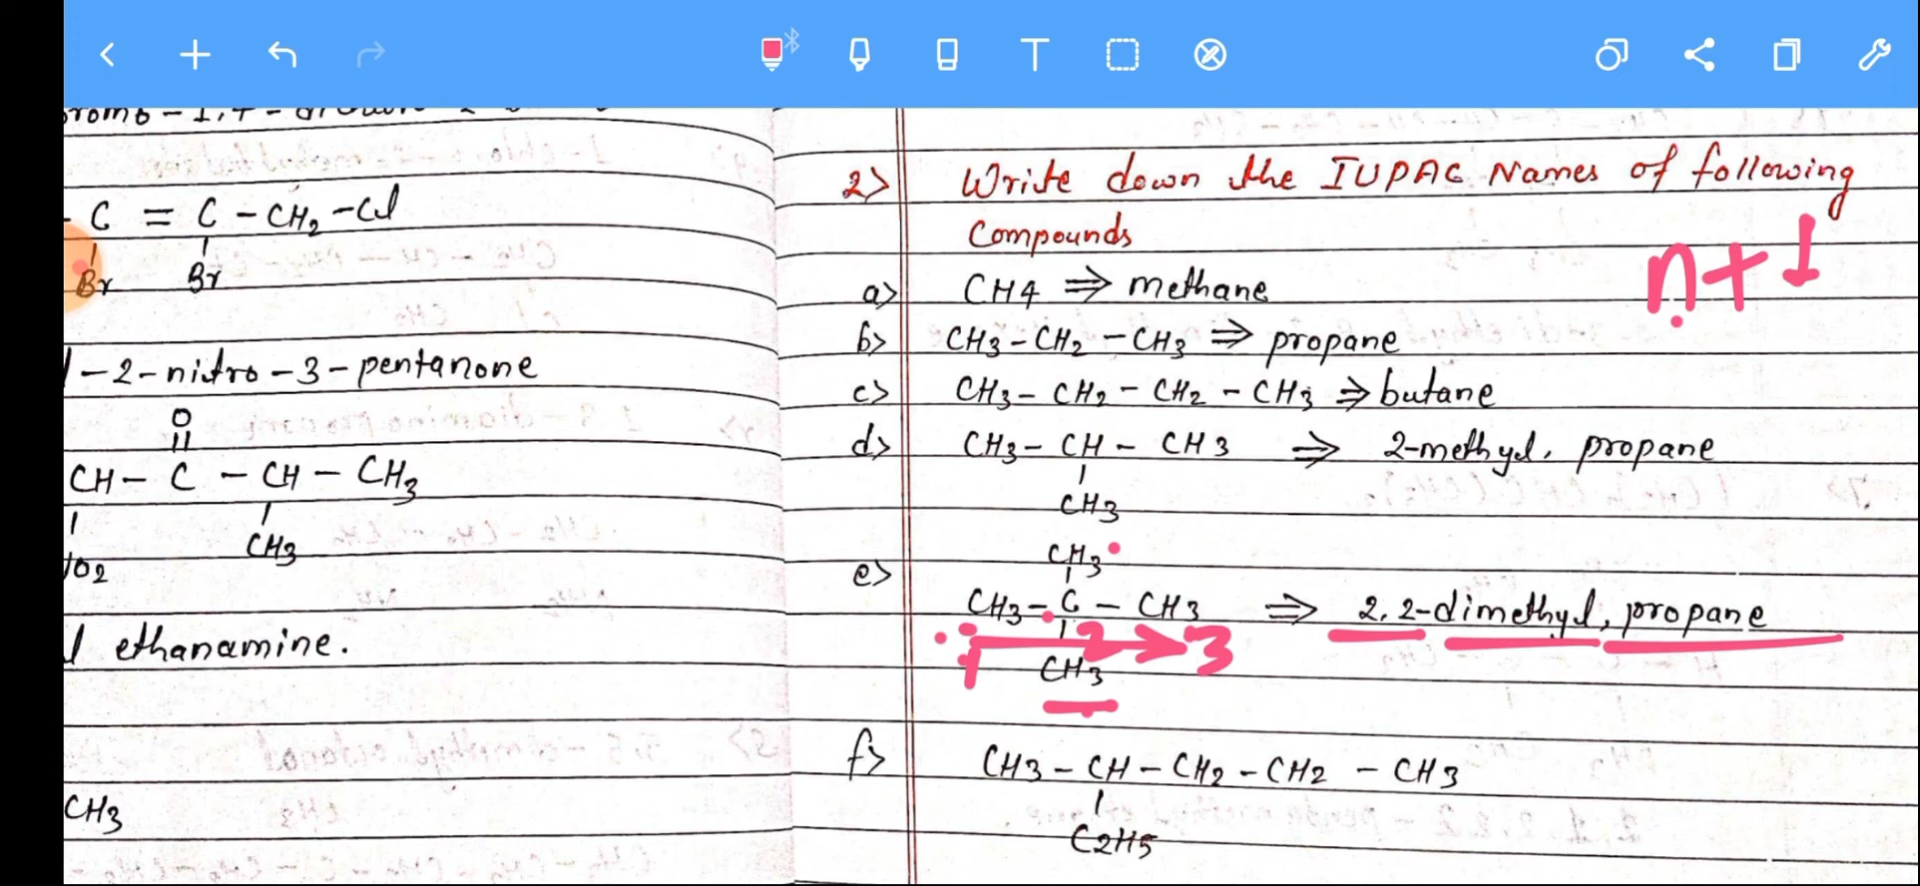 C = C - CH2 - Cl
Br Br
- 2 - nitro - 3 - pentanone
O
CH - C - CH - CH3
CH3
O2
ethanamine.
CH3
2> Write down the IUPAC Names of following
Compounds
n+1
a> CH4 ⇒ methane
b> CH3 - CH2 - CH3 ⇒ propane
c> CH3 - CH2 - CH2 - CH3 ⇒ butane
d> CH3 - CH - CH3 ⇒ 2-methyl, propane
CH3
CH3
e> CH3 - C - CH3 ⇒ 2,2-dimethyl, propane
1 2 3
CH3
f> CH3 - CH - CH2 - CH2 - CH3
C2H5